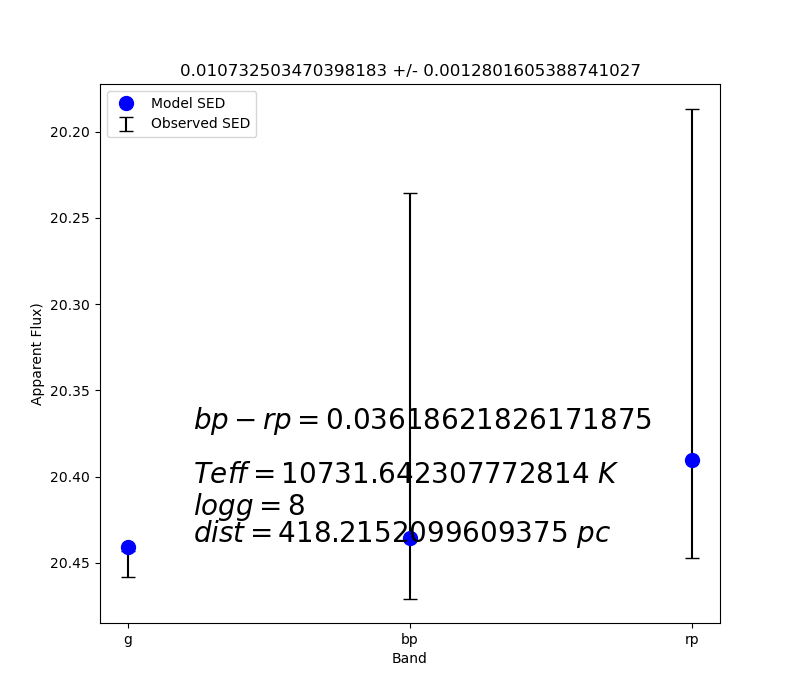 0.010732503470398183 +/- 0.0012801605388741027
Model SED
Observed SED
20.20
20.25
20.30
20.35
20.40
20.45
Apparent Flux)
bp − rp = 0.03618621826171875
Teff = 10731.642307772814 K
logg = 8
dist = 418.2152099609375 pc
g
bp
rp
Band